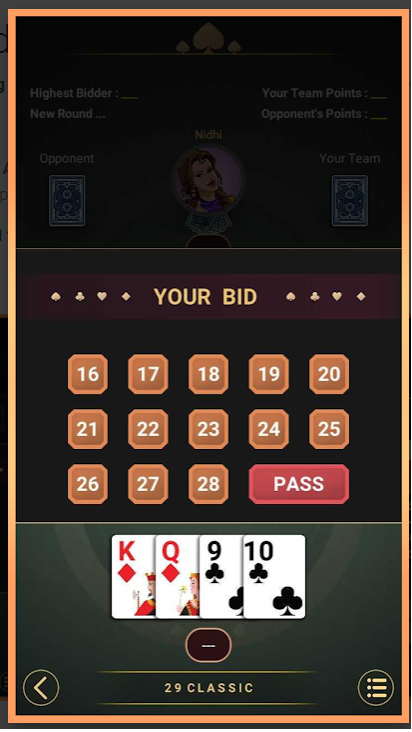 Highest Bidder : ___ Your Team Points : ___
New Round ... Opponent's Points : ___
Nidhi
Opponent Your Team
YOUR BID
16 17 18 19 20
21 22 23 24 25
26 27 28 PASS
K Q 9 10
29 CLASSIC